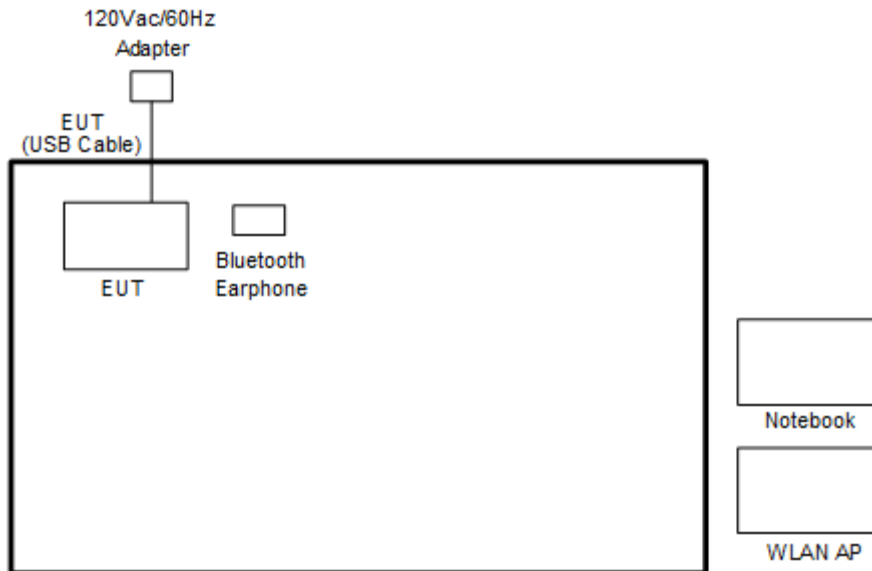 120Vac/60Hz
Adapter
EUT
(USB Cable)
EUT
Bluetooth
Earphone
Notebook
WLAN AP